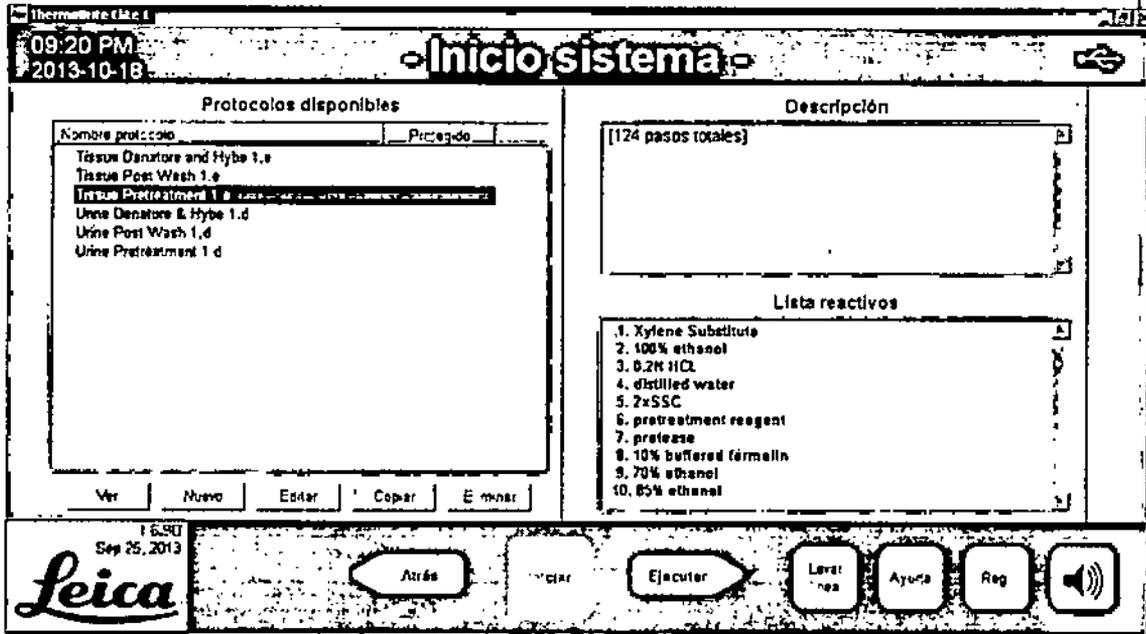 ThermoBrite Elite
09:20 PM
2013-10-18
Inicio sistema
Protocolos disponibles
Nombre protocolo
Protegido
Tissue Denature and Hybe 1.e
Tissue Post Wash 1.e
Tissue Pretreatment 1.e
Urine Denature & Hybe 1.d
Urine Post Wash 1.d
Urine Pretreatment 1.d
Ver
Nuevo
Editar
Copiar
Eliminar
Descripción
[124 pasos totales]
Lista reactivos
1. Xylene Substitute
2. 100% ethanol
3. 0.2N HCL
4. distilled water
5. 2xSSC
6. pretreatment reagent
7. protease
8. 10% buffered formalin
9. 70% ethanol
10. 85% ethanol
Sep 25, 2013
Leica
Atrás
Ejecutar
Ayuda
Reg